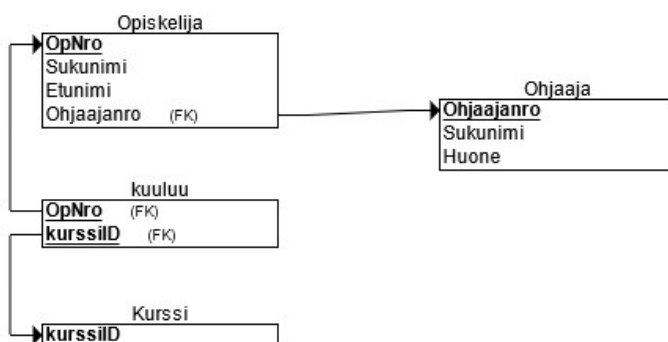 Opiskelija
OpNro
Sukunimi
Etunimi
Ohjaajanro (FK)
Ohjaaja
Ohjaajanro
Sukunimi
Huone
kuuluu
OpNro (FK)
kurssiID (FK)
Kurssi
kurssiID